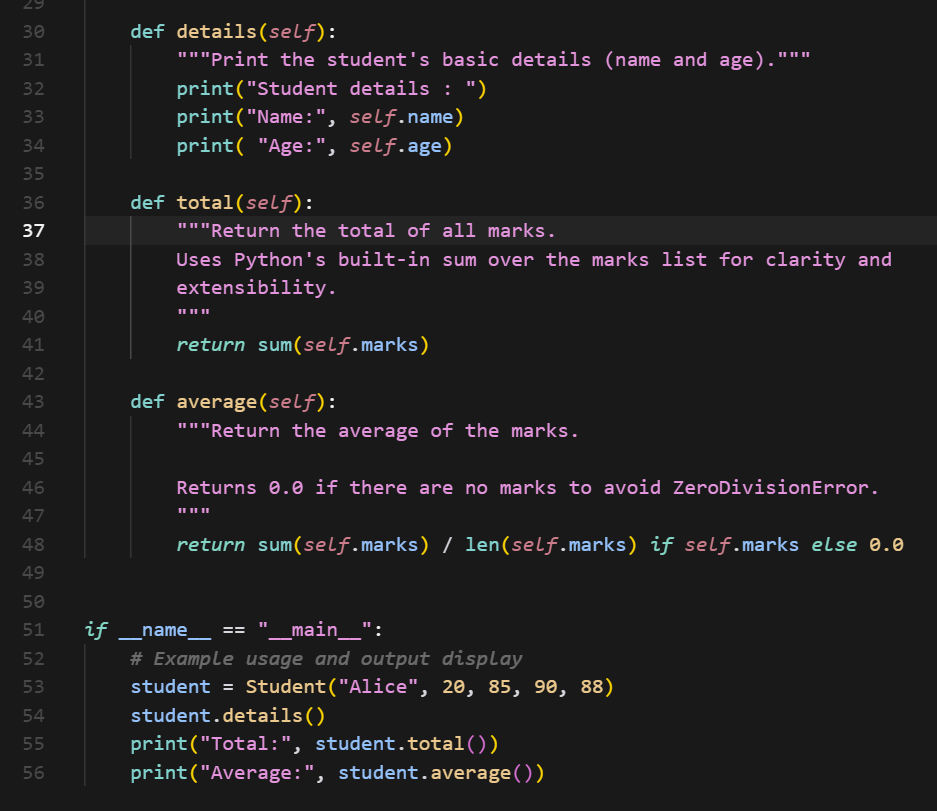 29
30 def details(self):
31 """Print the student's basic details (name and age)."""
32 print("Student details : ")
33 print("Name:", self.name)
34 print( "Age:", self.age)
35
36 def total(self):
37 """Return the total of all marks.
38 Uses Python's built-in sum over the marks list for clarity and
39 extensibility.
40 """
41 return sum(self.marks)
42
43 def average(self):
44 """Return the average of the marks.
45
46 Returns 0.0 if there are no marks to avoid ZeroDivisionError.
47 """
48 return sum(self.marks) / len(self.marks) if self.marks else 0.0
49
50
51 if __name__ == "__main__":
52 # Example usage and output display
53 student = Student("Alice", 20, 85, 90, 88)
54 student.details()
55 print("Total:", student.total())
56 print("Average:", student.average())